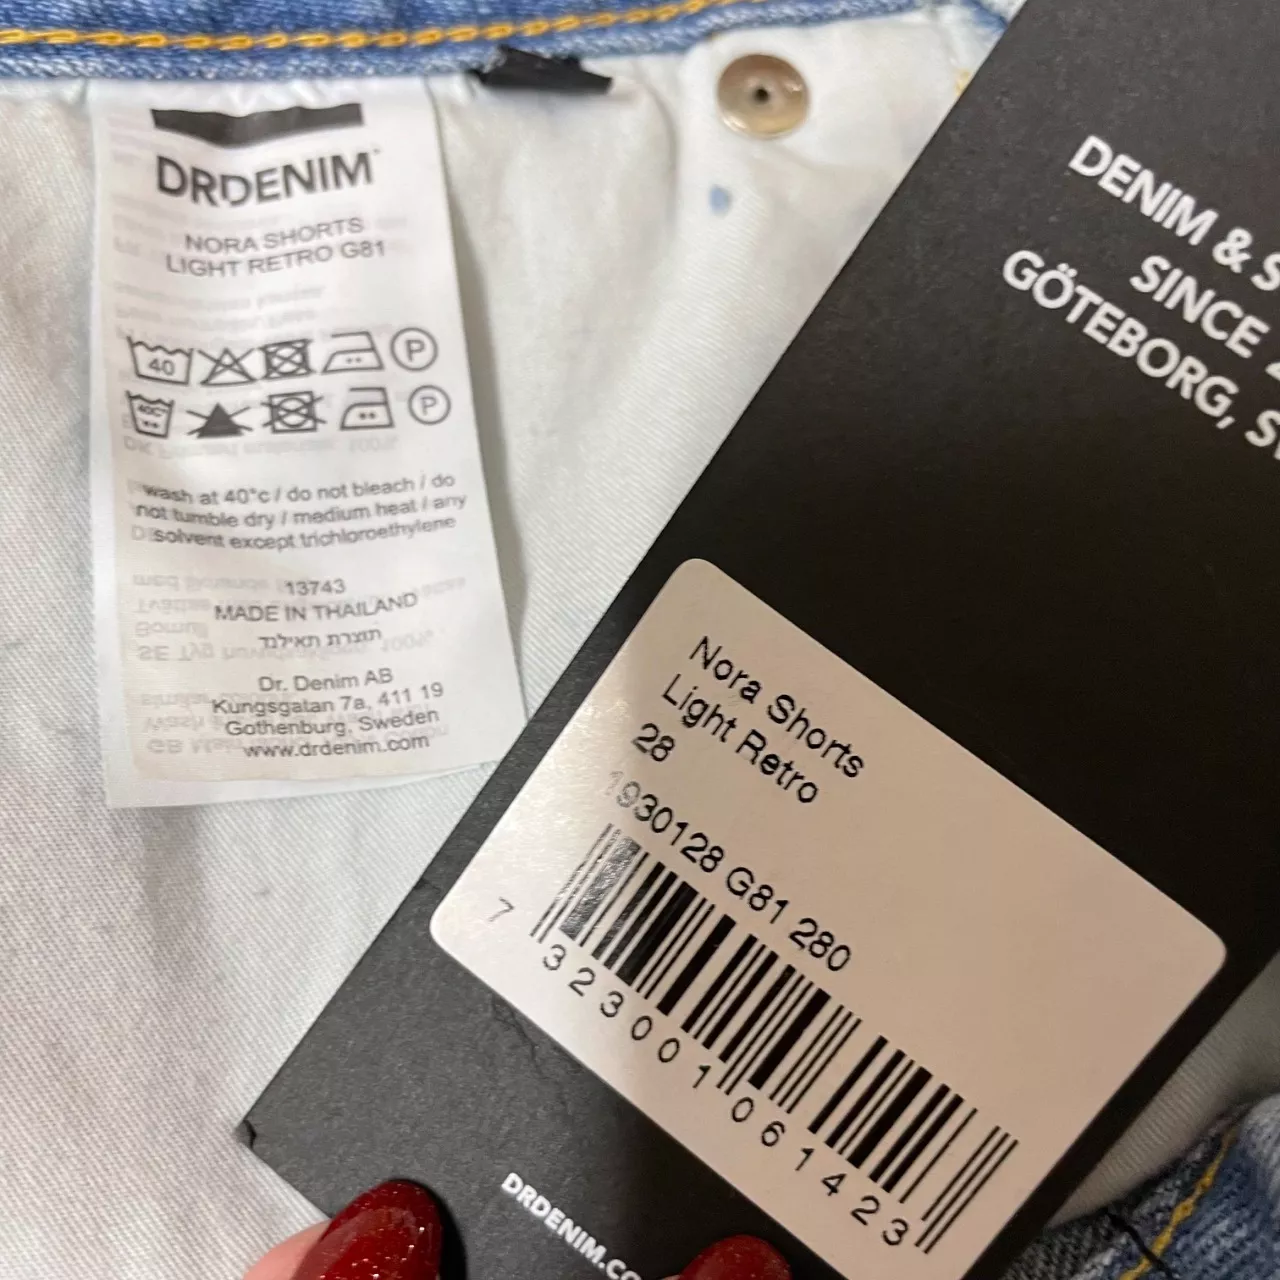 DRDENIM
NORA SHORTS
LIGHT RETRO G81
40 P
40C P
wash at 40°c / do not bleach / do
not tumble dry / medium heat / any
solvent except trichloroethylene
13743
MADE IN THAILAND
תוצרת תאילנד
Dr. Denim AB
Kungsgatan 7a, 411 19
Gothenburg, Sweden
www.drdenim.com
DENIM & S
SINCE
GÖTEBORG,
Nora Shorts
Light Retro
28
1930128 G81 280
7 323001 061423
DRDENIM.CO